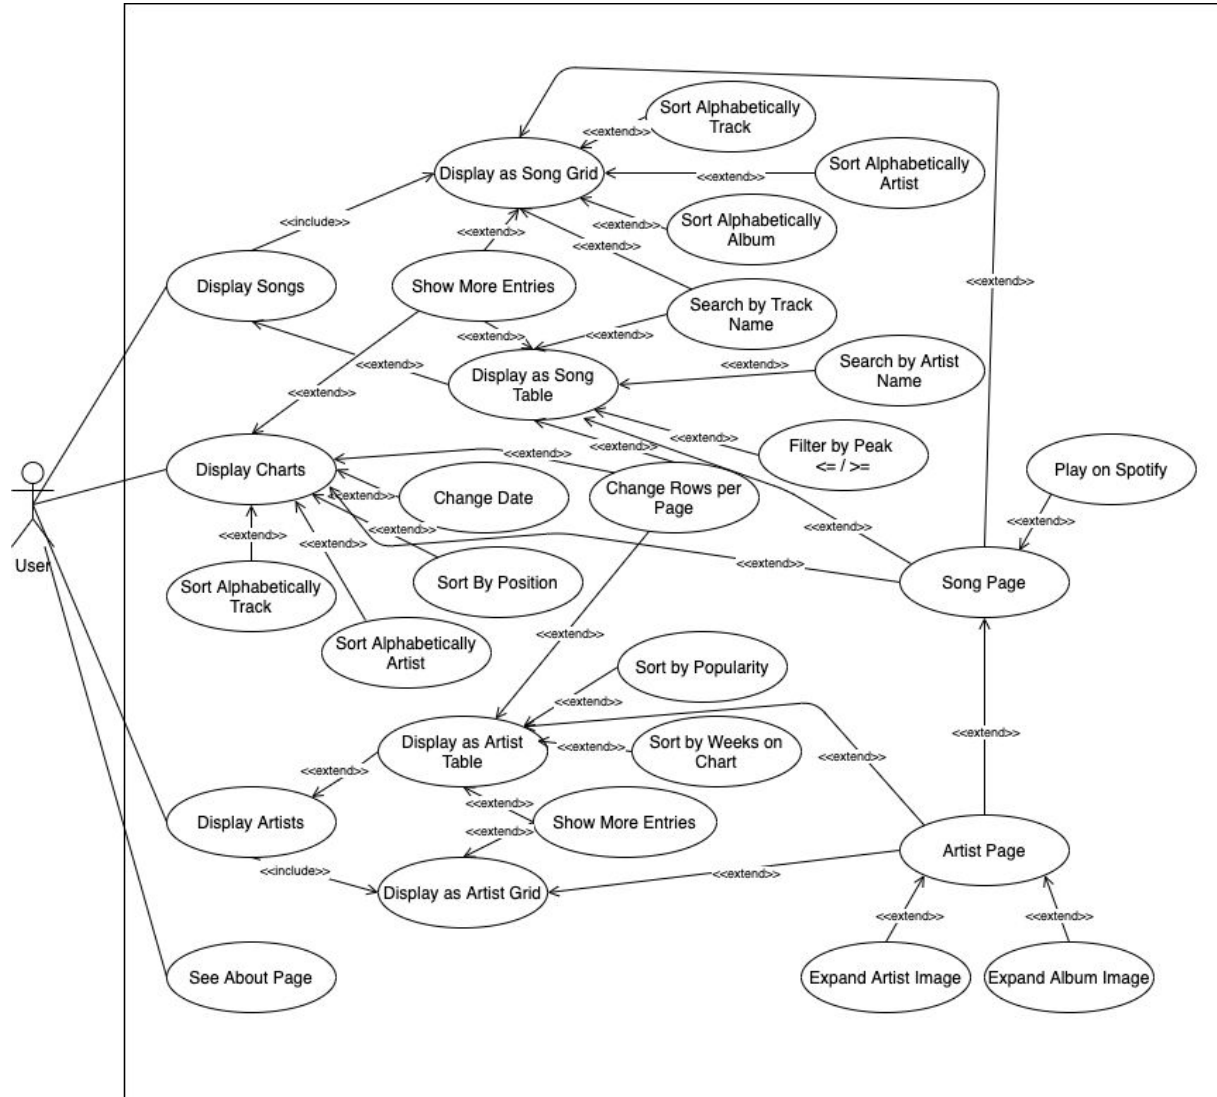 Sort Alphabetically
Track
<<extend>>
Display as Song Grid
<<extend>>
Sort Alphabetically
Artist
<<include>>
<<extend>>
Sort Alphabetically
Album
<<extend>>
<<extend>>
Display Songs
Show More Entries
<<extend>>
Search by Track
Name
<<extend>>
<<extend>>
<<extend>>
<<extend>>
Display as Song
Table
Search by Artist
Name
<<extend>>
<<extend>>
<<extend>>
Filter by Peak
<= / >=
<<extend>>
Display Charts
Play on Spotify
Change Date
<<extend>>
Change Rows per
Page
<<extend>>
<<extend>>
<<extend>>
<<extend>>
<<extend>>
<<extend>>
User
<<extend>>
Sort Alphabetically
Track
Sort By Position
Song Page
Sort Alphabetically
Artist
<<extend>>
Sort by Popularity
<<extend>>
<<extend>>
Display as Artist
Table
<<extend>>
Sort by Weeks on
Chart
<<extend>>
<<extend>>
<<extend>>
Display Artists
Show More Entries
<<extend>>
Artist Page
<<include>>
<<extend>>
Display as Artist Grid
<<extend>>
<<extend>>
See About Page
Expand Artist Image
Expand Album Image